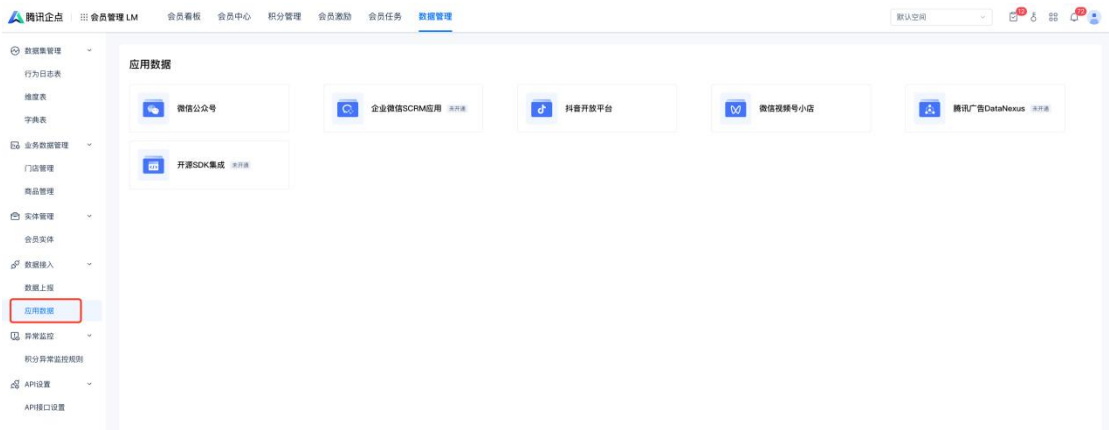 腾讯企点 会员管理 LM 会员看板 会员中心 积分管理 会员激励 会员任务 数据管理 默认空间 12 72
数据集管理
行为日志表
维度表
字典表
业务数据管理
门店管理
商品管理
实体管理
会员实体
数据接入
数据上报
应用数据
异常监控
积分异常监控规则
API设置
API接口设置
应用数据
微信公众号
企业微信SCRM应用 未开通
抖音开放平台
微信视频号小店
腾讯广告DataNexus 未开通
开源SDK集成 未开通